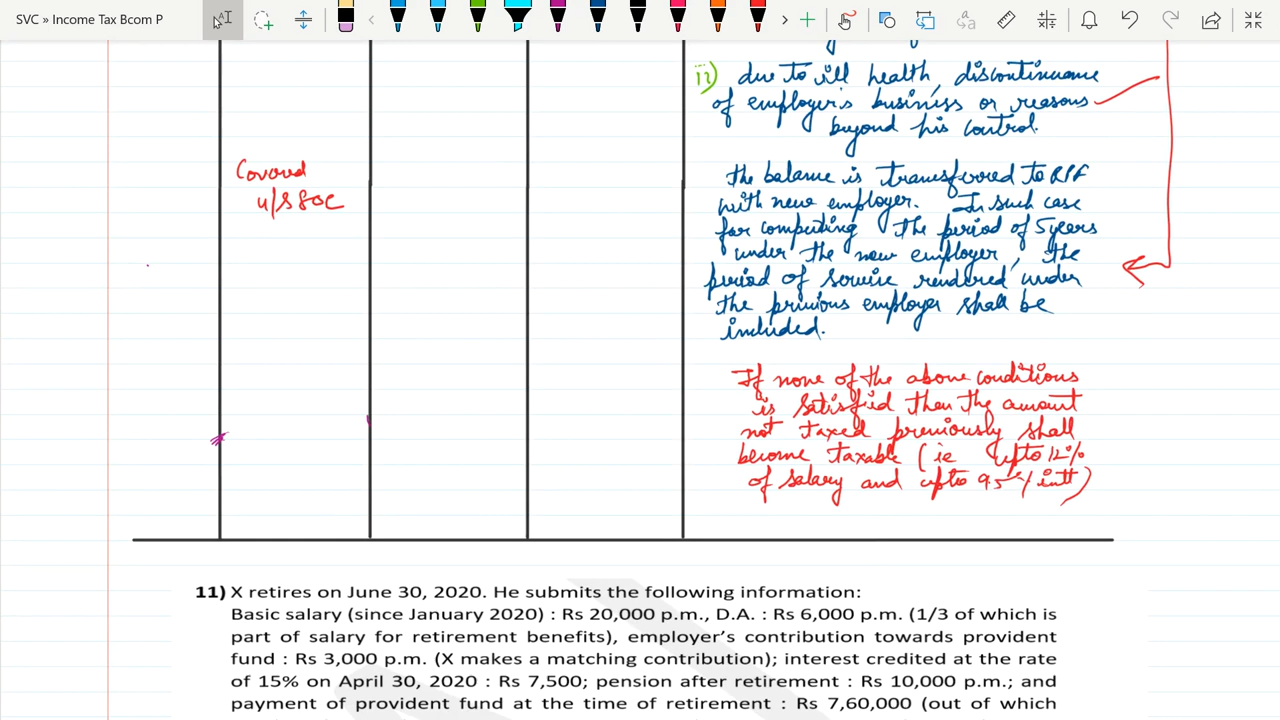 SVC » Income Tax Bcom P
ii) due to ill health, discontinuance
of employer's business or reasons
beyond his control.
Covered
u/s 80C
The balance is transferred to RPF
with new employer. In such case
for computing the period of 5 years
under the new employer, the
period of service rendered under
the previous employer shall be
included.
If none of the above conditions
is satisfied then the amount
not taxed previously shall
become taxable (ie upto 12%
of salary and upto 9.5% intt)
11) X retires on June 30, 2020. He submits the following information:
Basic salary (since January 2020) : Rs 20,000 p.m., D.A. : Rs 6,000 p.m. (1/3 of which is
part of salary for retirement benefits), employer's contribution towards provident
fund : Rs 3,000 p.m. (X makes a matching contribution); interest credited at the rate
of 15% on April 30, 2020 : Rs 7,500; pension after retirement : Rs 10,000 p.m.; and
payment of provident fund at the time of retirement : Rs 7,60,000 (out of which